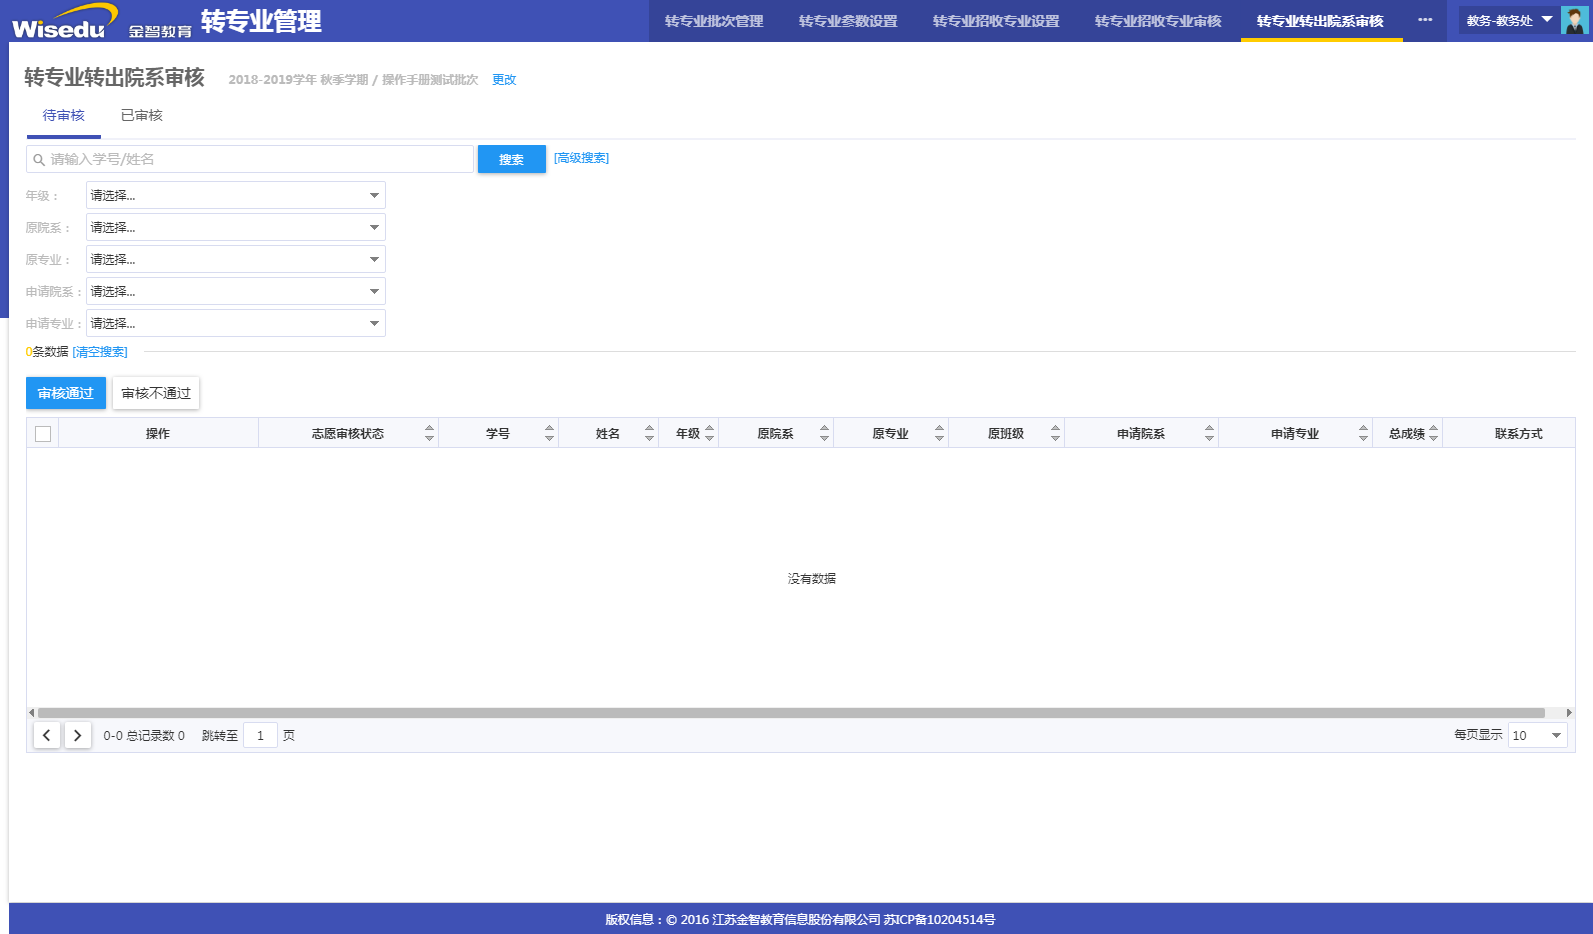 Wisedu 金智教育 转专业管理 转专业批次管理 转专业参数设置 转专业招收专业设置 转专业招收专业审核 转专业转出院系审核 ••• 教务-教务处
转专业转出院系审核 2018-2019学年 秋季学期 / 操作手册测试批次 更改
待审核 已审核
请输入学号/姓名 搜索 [高级搜索]
年级： 请选择...
原院系： 请选择...
原专业： 请选择...
申请院系： 请选择...
申请专业： 请选择...
0条数据 [清空搜索]
审核通过 审核不通过
操作 志愿审核状态 学号 姓名 年级 原院系 原专业 原班级 申请院系 申请专业 总成绩 联系方式
没有数据
0-0 总记录数 0 跳转至 1 页 每页显示 10
版权信息：© 2016 江苏金智教育信息股份有限公司 苏ICP备10204514号